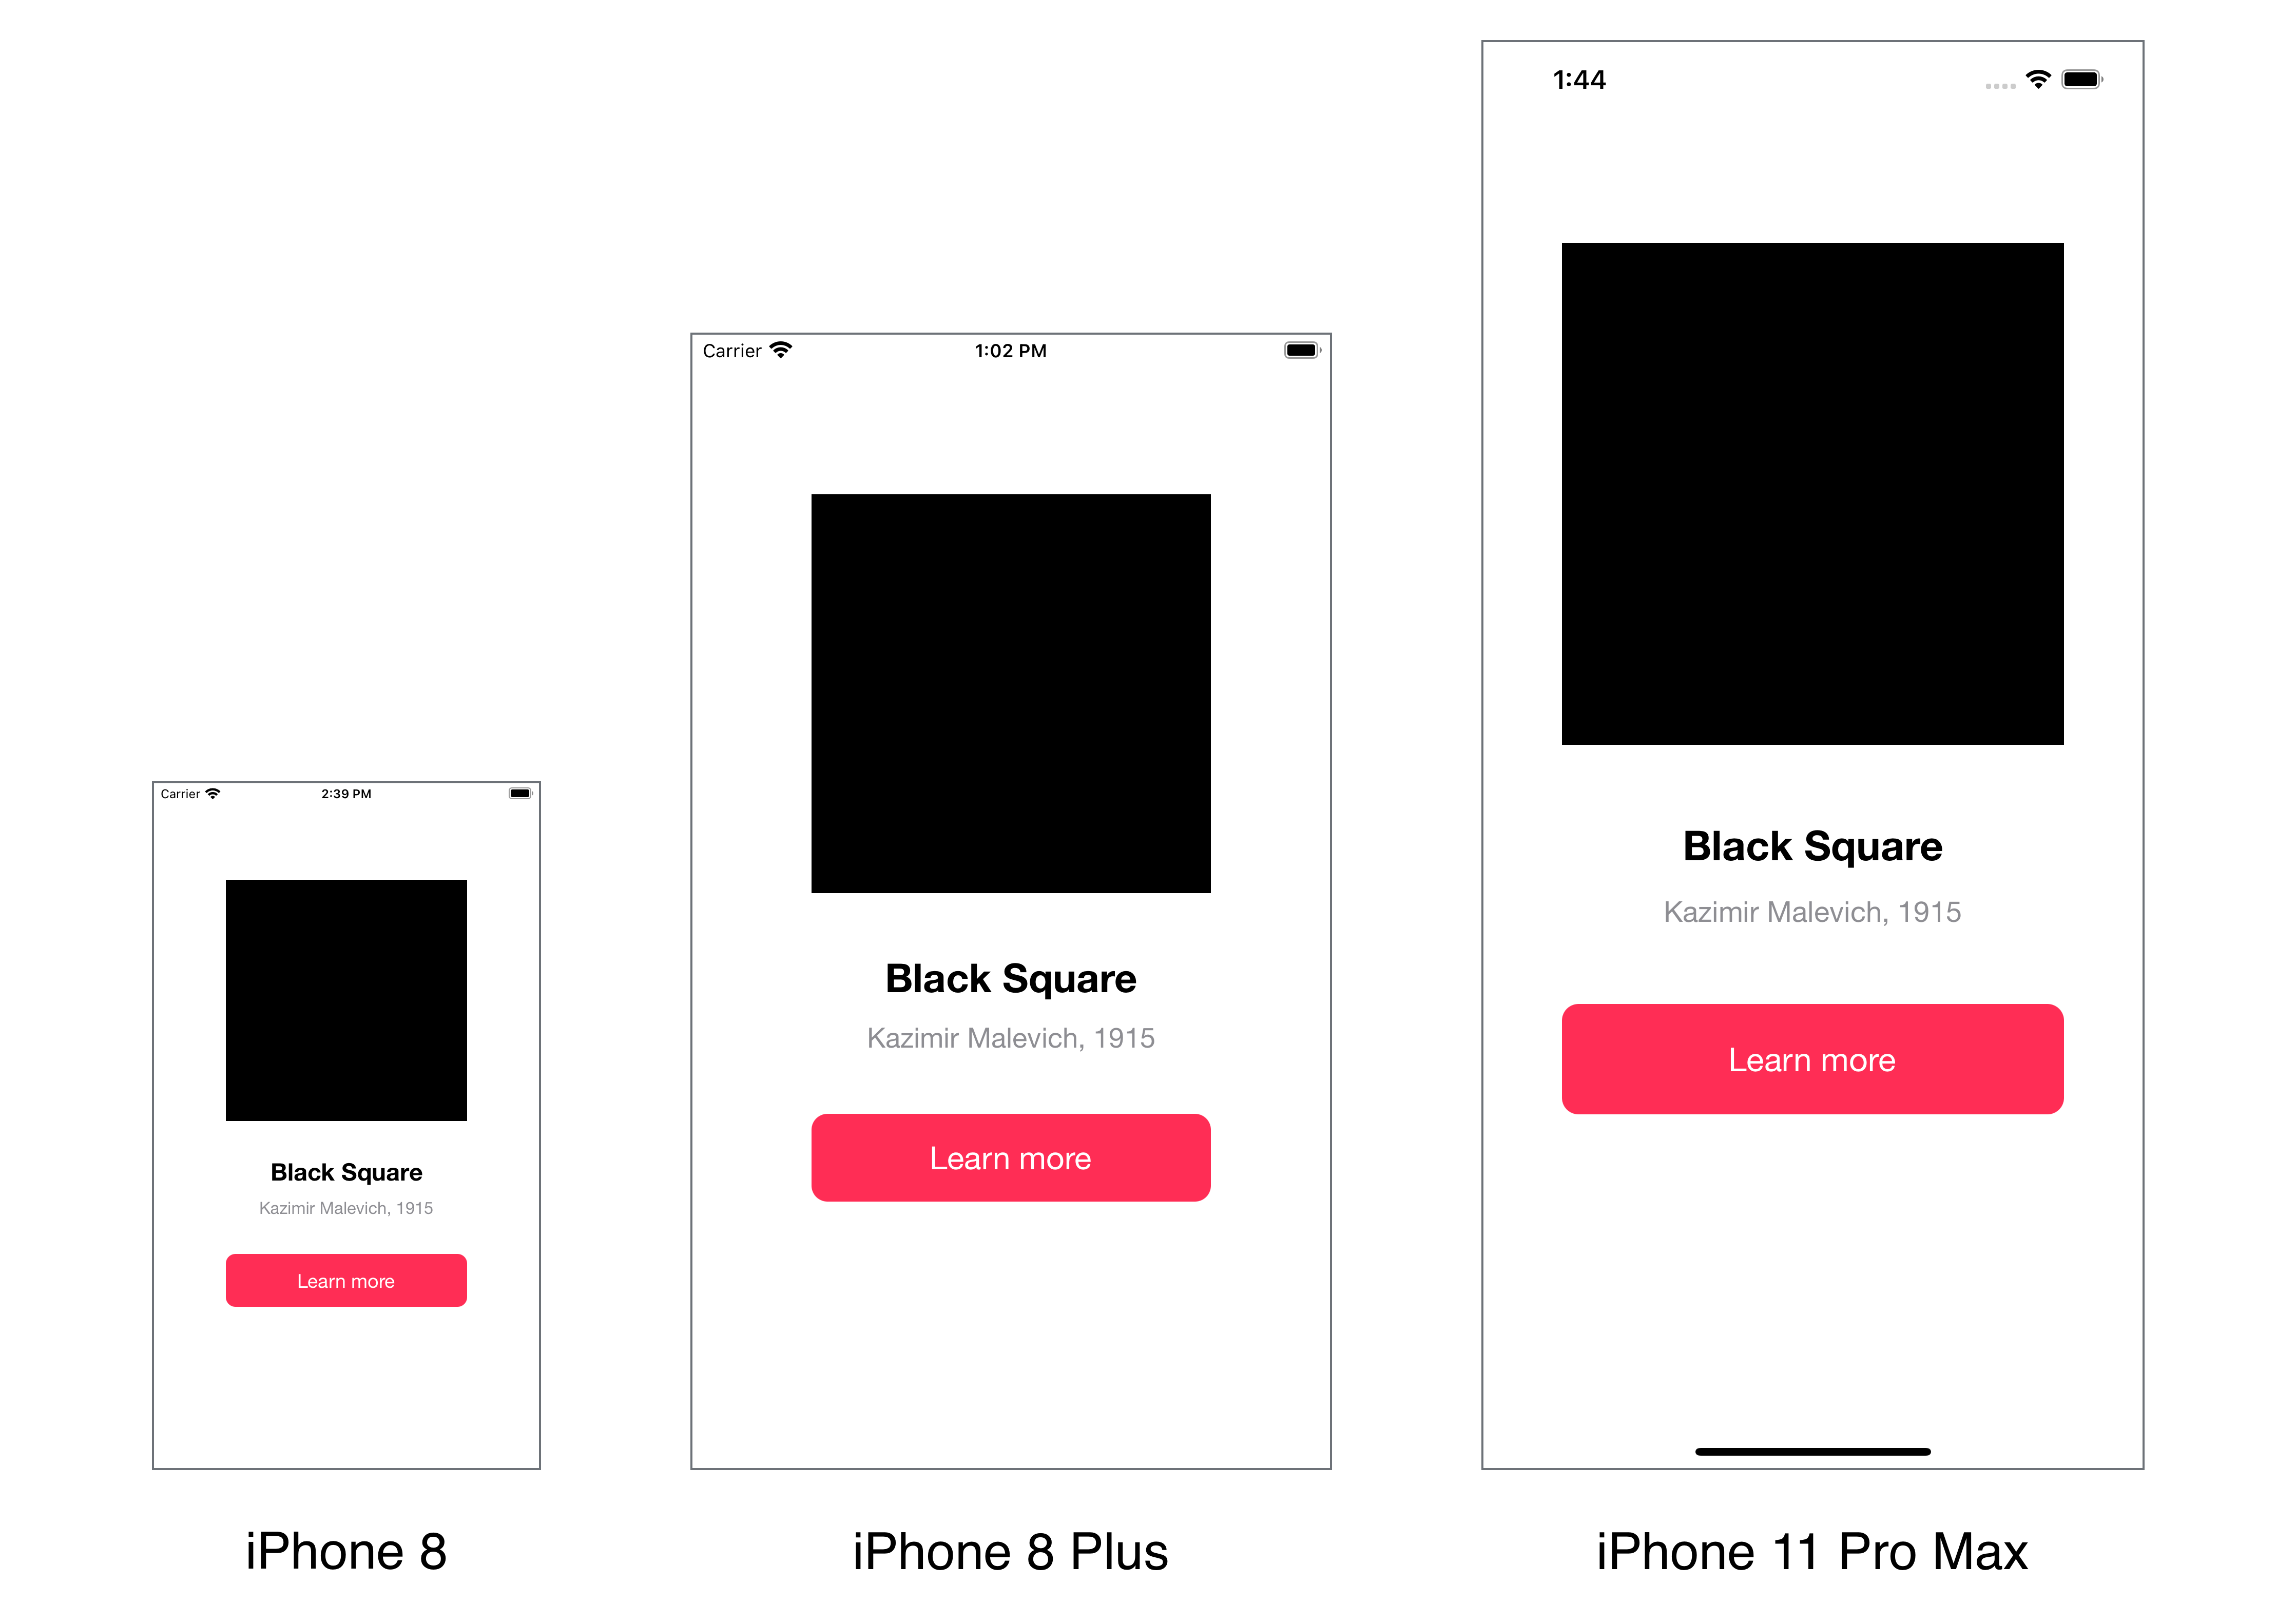 Carrier 2:39 PM
Black Square
Kazimir Malevich, 1915
Learn more
iPhone 8
Carrier 1:02 PM
Black Square
Kazimir Malevich, 1915
Learn more
iPhone 8 Plus
1:44
Black Square
Kazimir Malevich, 1915
Learn more
iPhone 11 Pro Max